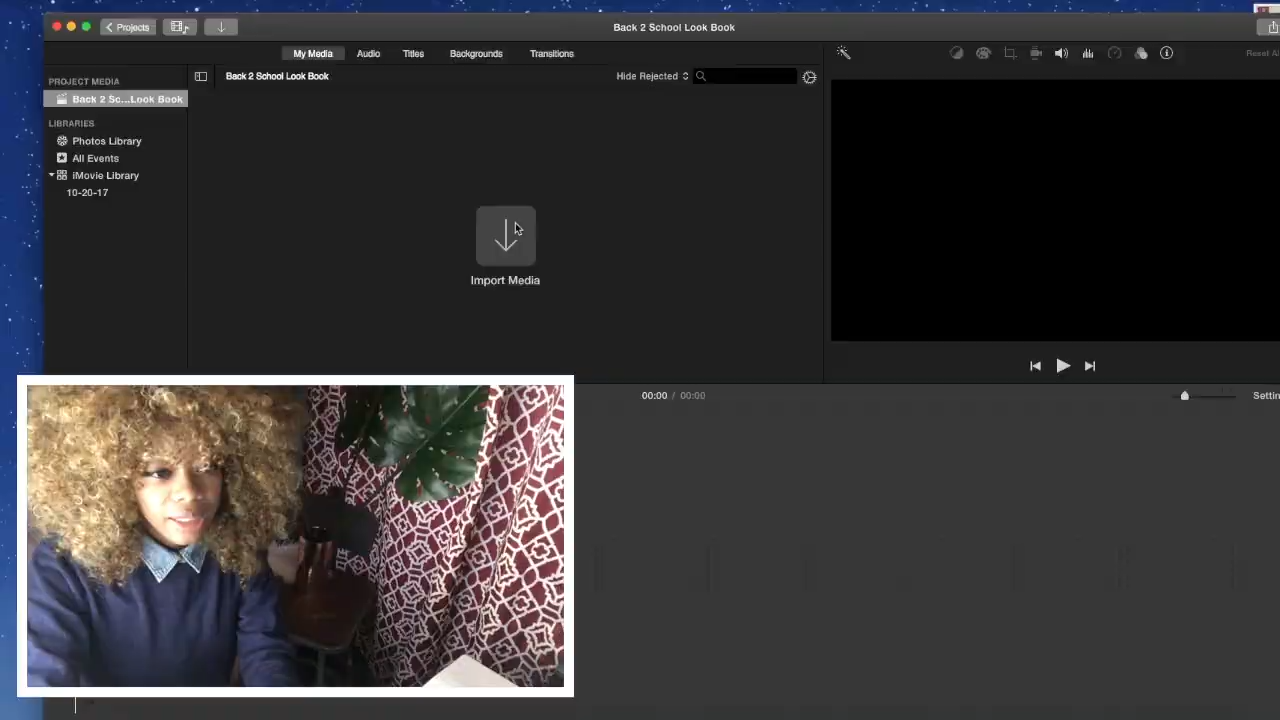 Projects
Back 2 School Look Book
My Media Audio Titles Backgrounds Transitions
Reset Al
PROJECT MEDIA
Back 2 School Look Book
Hide Rejected
Back 2 Sc...Look Book
LIBRARIES
Photos Library
All Events
iMovie Library
10-20-17
Import Media
00:00 / 00:00
Settin